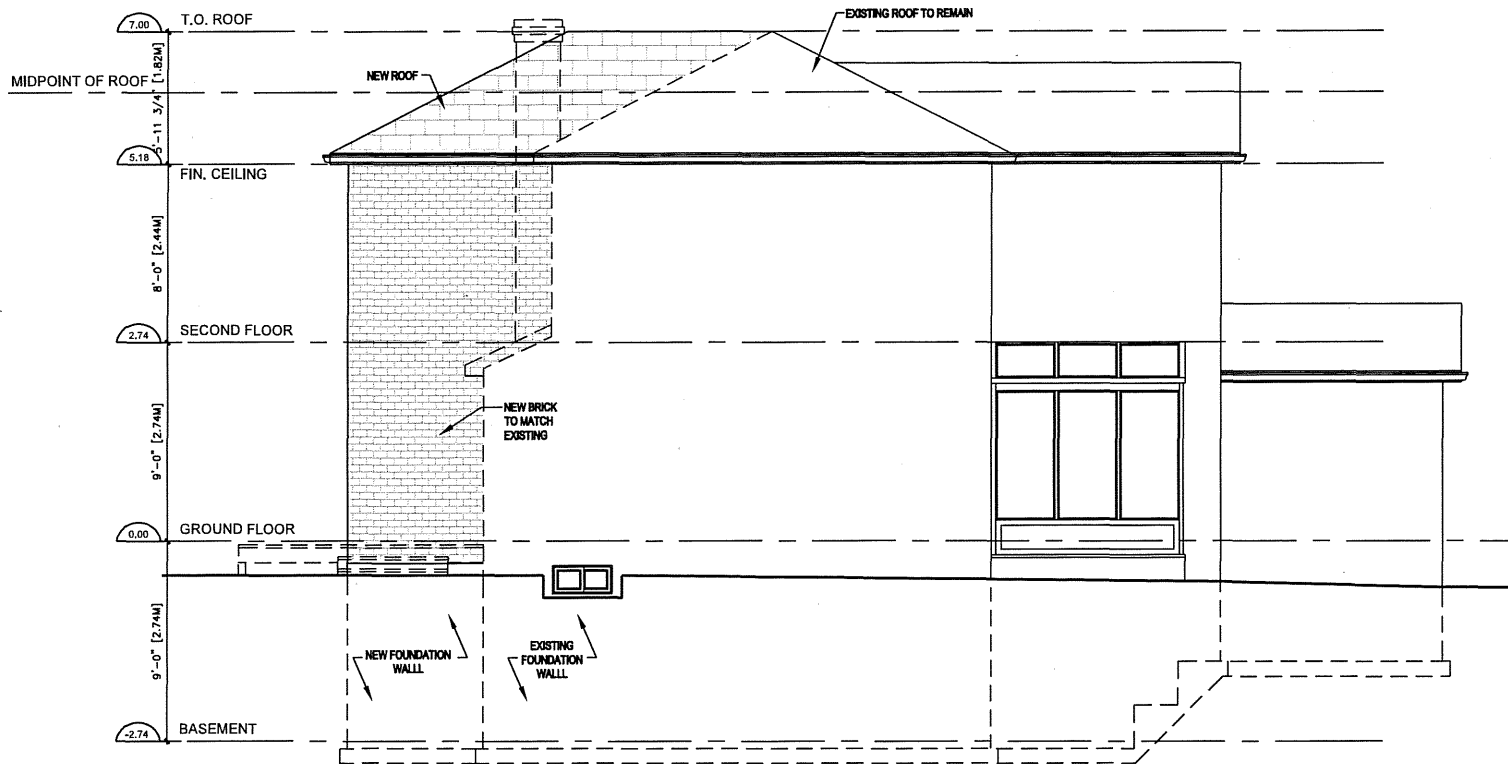 7.00 T.O. ROOF
EXISTING ROOF TO REMAIN
NEW ROOF
MIDPOINT OF ROOF
5'-11 3/4" [1.82M]
5.18
FIN. CEILING
8'-0" [2.44M]
2.74 SECOND FLOOR
NEW BRICK
TO MATCH
EXISTING
9'-0" [2.74M]
0.00 GROUND FLOOR
9'-0" [2.74M]
NEW FOUNDATION
WALLL
EXISTING
FOUNDATION
WALLL
-2.74 BASEMENT